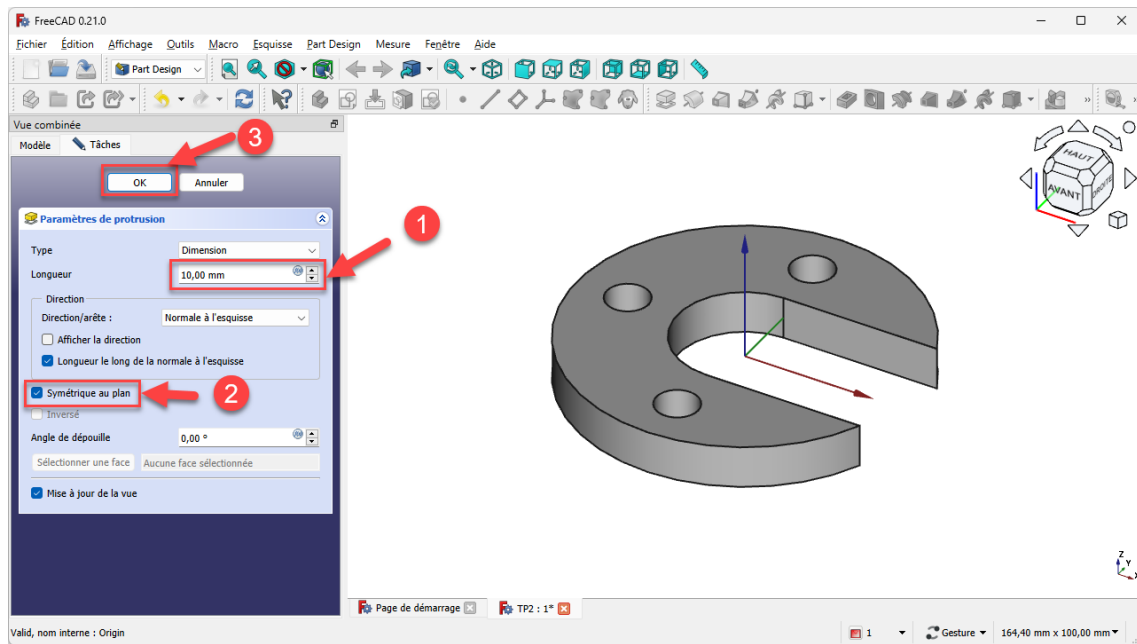 FreeCAD 0.21.0
Fichier Édition Affichage Outils Macro Esquisse Part Design Mesure Fenêtre Aide
Part Design
Vue combinée
Modèle Tâches
3
OK Annuler
Paramètres de protrusion
1
Type Dimension
Longueur 10,00 mm
Direction
Direction/arête : Normale à l'esquisse
Afficher la direction
Longueur le long de la normale à l'esquisse
Symétrique au plan
2
Inversé
Angle de dépouille 0,00 °
Sélectionner une face Aucune face sélectionnée
Mise à jour de la vue
HAUT
AVANT
DROITE
Z
Y
X
Page de démarrage TP2 : 1*
Valid, nom interne : Origin 1 Gesture 164,40 mm x 100,00 mm